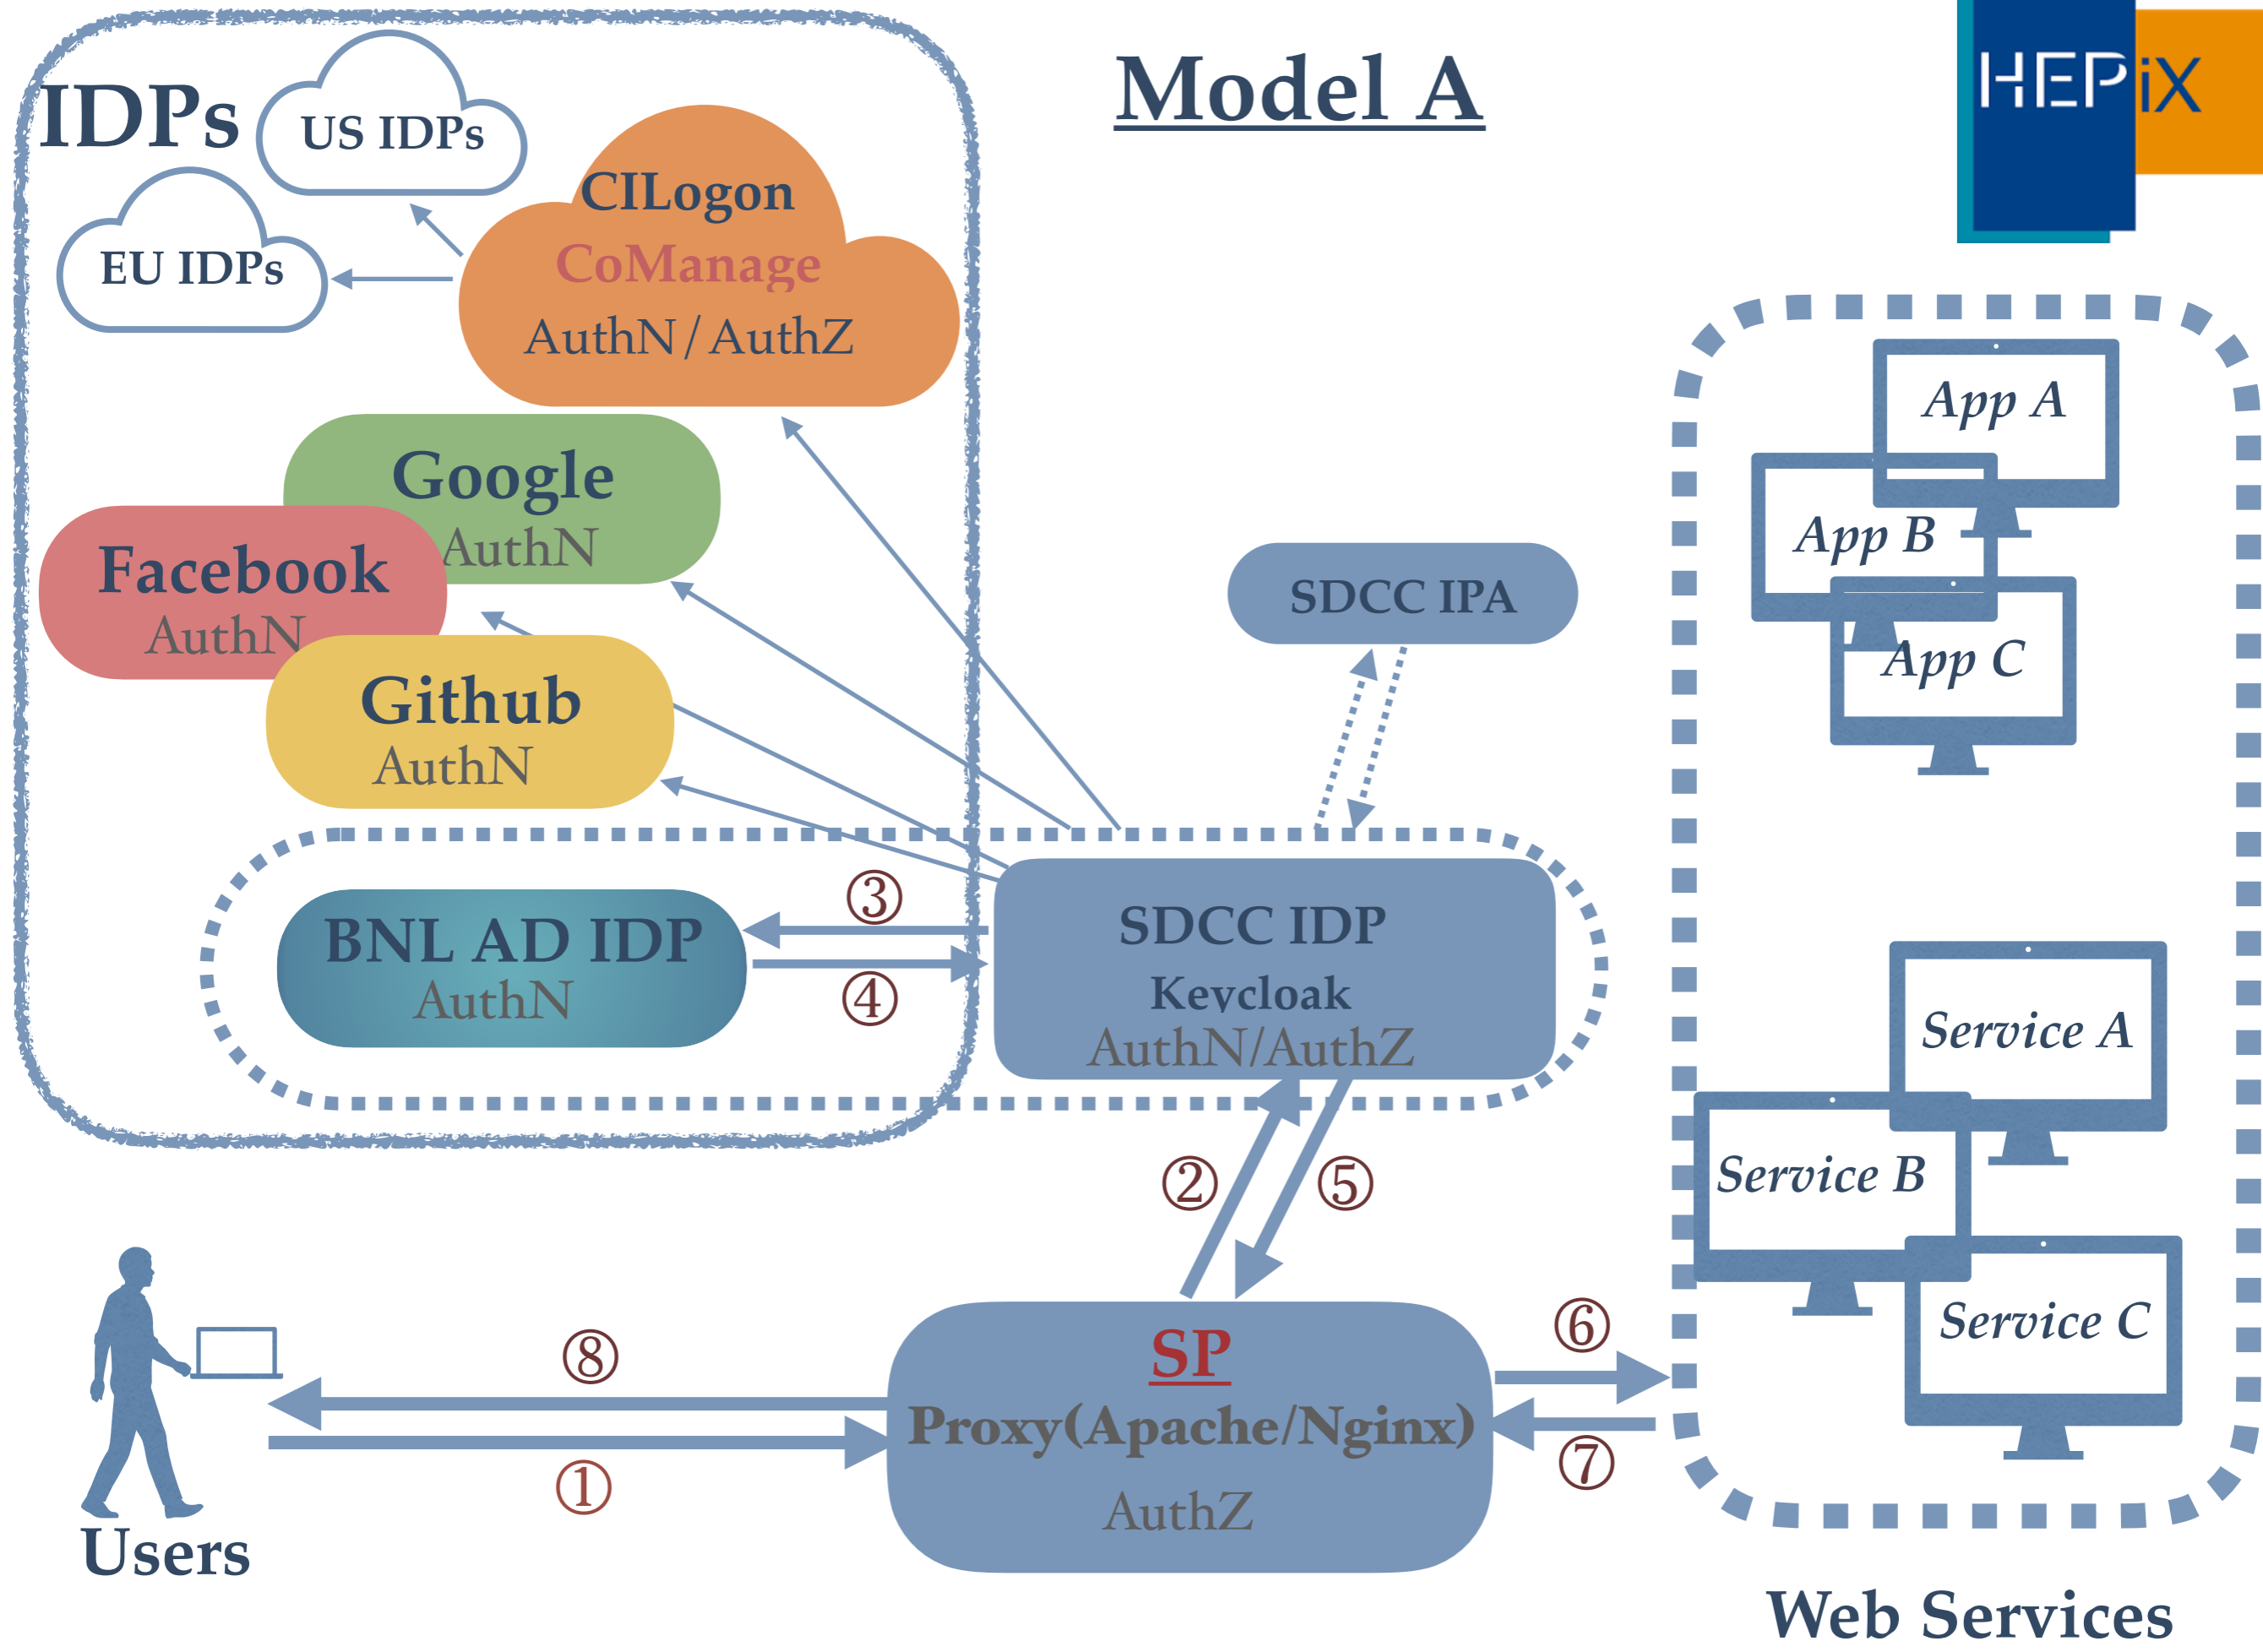 Model A
HEPiX
IDPs
US IDPs
EU IDPs
CILogon
CoManage
AuthN / AuthZ
Google
AuthN
Facebook
AuthN
Github
AuthN
SDCC IPA
BNL AD IDP
AuthN
③
④
SDCC IDP
Keycloak
AuthN/AuthZ
②
⑤
SP
Proxy(Apache/Nginx)
AuthZ
⑧
①
⑥
⑦
Users
App A
App B
App C
Service A
Service B
Service C
Web Services